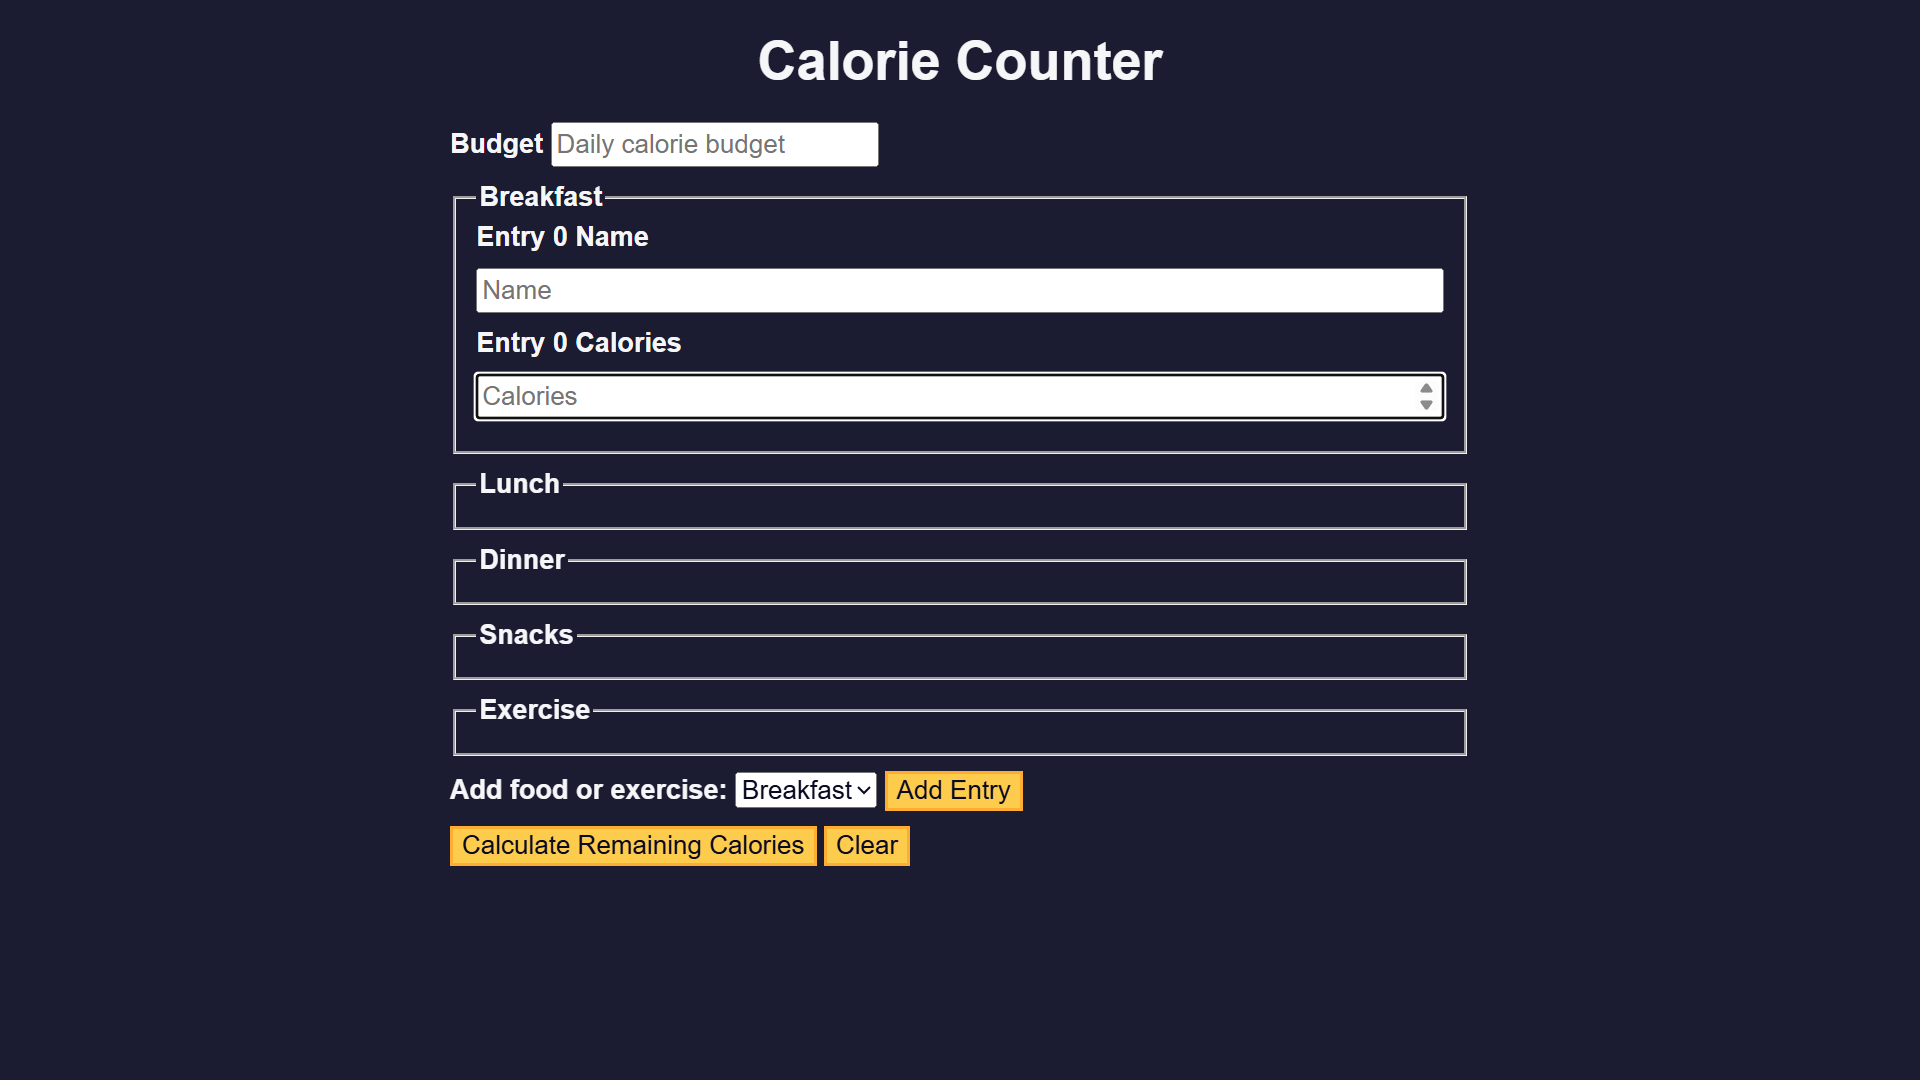 Calorie Counter
Budget Daily calorie budget
Breakfast
Entry 0 Name
Name
Entry 0 Calories
Calories
Lunch
Dinner
Snacks
Exercise
Add food or exercise: Breakfast Add Entry
Calculate Remaining Calories Clear